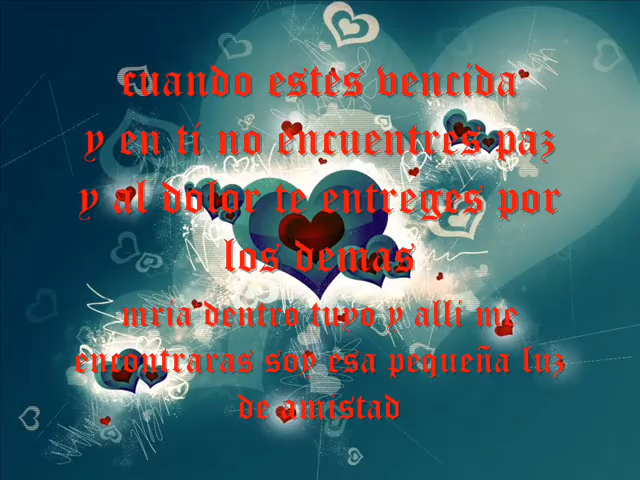 cuando estes vencida
y en ti no encuentres paz
y al dolor te entreges por
los demas
mria dentro tuyo y alli me
encontraras soy esa pequeña luz
de amistad